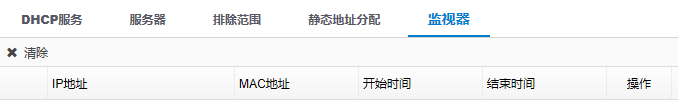 DHCP服务 服务器 排除范围 静态地址分配 监视器
✖ 清除
IP地址 MAC地址 开始时间 结束时间 操作